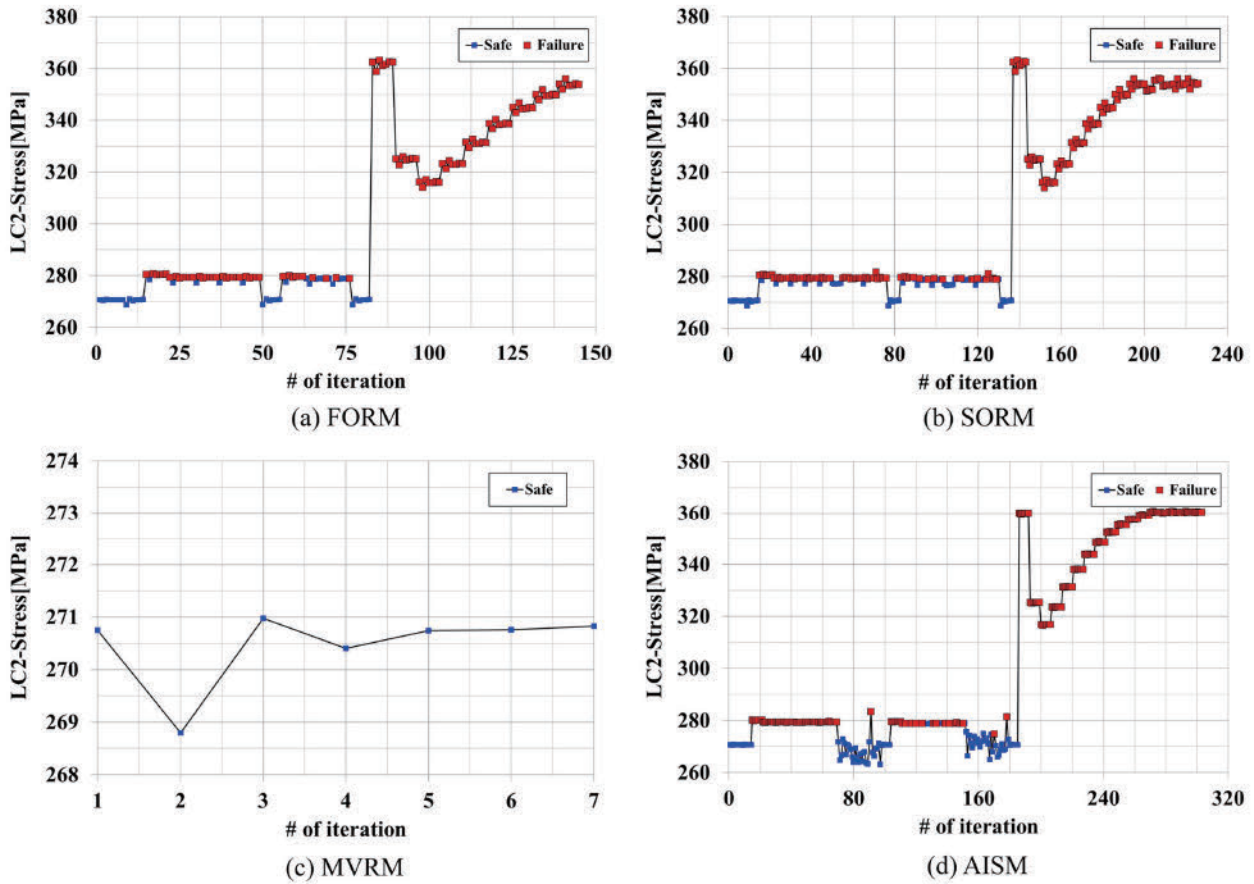 380
360
340
320
300
280
260
LC2-Stress[MPa]
Safe Failure
0 25 50 75 100 125 150
# of iteration
(a) FORM
380
360
340
320
300
280
260
LC2-Stress[MPa]
Safe Failure
0 40 80 120 160 200 240
# of iteration
(b) SORM
274
273
272
271
270
269
268
LC2-Stress[MPa]
Safe
1 2 3 4 5 6 7
# of iteration
(c) MVRM
380
360
340
320
300
280
260
LC2-Stress[MPa]
Safe Failure
0 80 160 240 320
# of iteration
(d) AISM